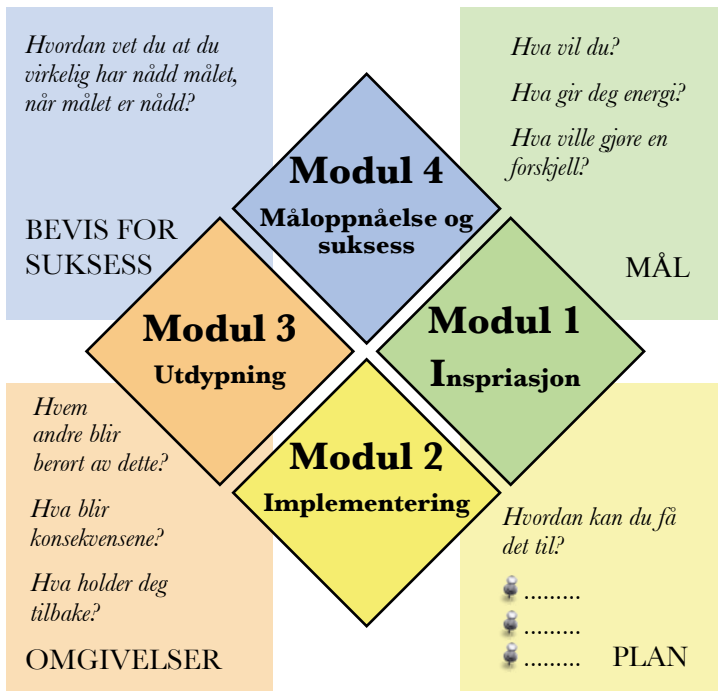 Hvordan vet du at du
virkelig har nådd målet,
når målet er nådd?
BEVIS FOR
SUKSESS
Modul 4
Måloppnåelse og
suksess
Hva vil du?
Hva gir deg energi?
Hva ville gjøre en
forskjell?
MÅL
Modul 3
Utdypning
Modul 1
Inspriasjon
Modul 2
Implementering
Hvem
andre blir
berørt av dette?
Hva blir
konsekvensene?
Hva holder deg
tilbake?
OMGIVELSER
Hvordan kan du få
det til?
.........
.........
.........
PLAN